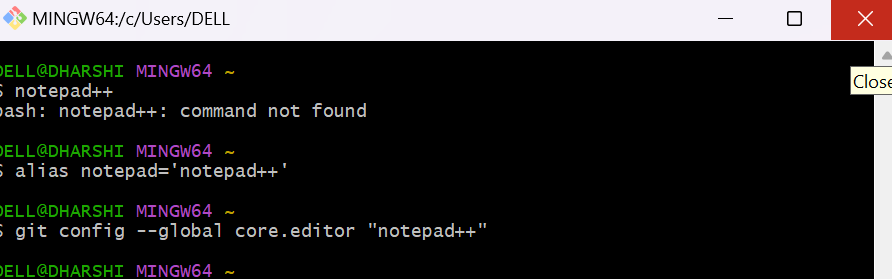 MINGW64:/c/Users/DELL
Close
DELL@DHARSHI MINGW64 ~
$ notepad++
bash: notepad++: command not found
DELL@DHARSHI MINGW64 ~
$ alias notepad='notepad++'
DELL@DHARSHI MINGW64 ~
$ git config --global core.editor "notepad++"
DELL@DHARSHI MINGW64 ~